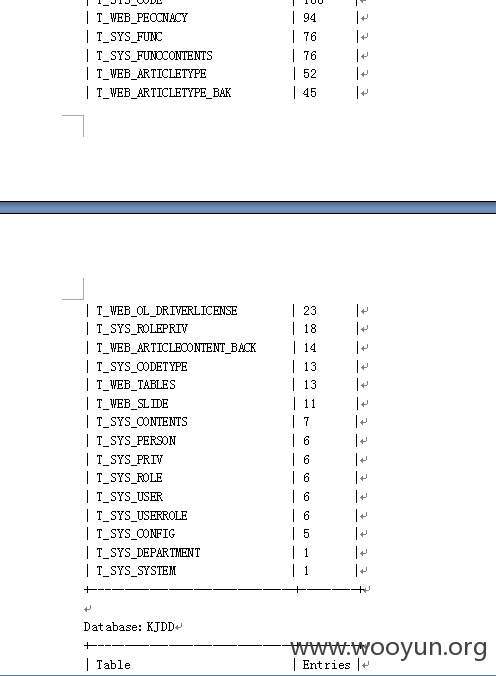 | T_WEB_PECCNACY | 94 |
| T_SYS_FUNC | 76 |
| T_SYS_FUNCCONTENTS | 76 |
| T_WEB_ARTICLETYPE | 52 |
| T_WEB_ARTICLETYPE_BAK | 45 |
| T_WEB_OL_DRIVERLICENSE | 23 |
| T_SYS_ROLEPRIV | 18 |
| T_WEB_ARTICLECONTENT_BACK | 14 |
| T_SYS_CODETYPE | 13 |
| T_WEB_TABLES | 13 |
| T_WEB_SLIDE | 11 |
| T_SYS_CONTENTS | 7 |
| T_SYS_PERSON | 6 |
| T_SYS_PRIV | 6 |
| T_SYS_ROLE | 6 |
| T_SYS_USER | 6 |
| T_SYS_USERROLE | 6 |
| T_SYS_CONFIG | 5 |
| T_SYS_DEPARTMENT | 1 |
| T_SYS_SYSTEM | 1 |
Database: KJDD
www.wooyun.org
| Table | Entries |